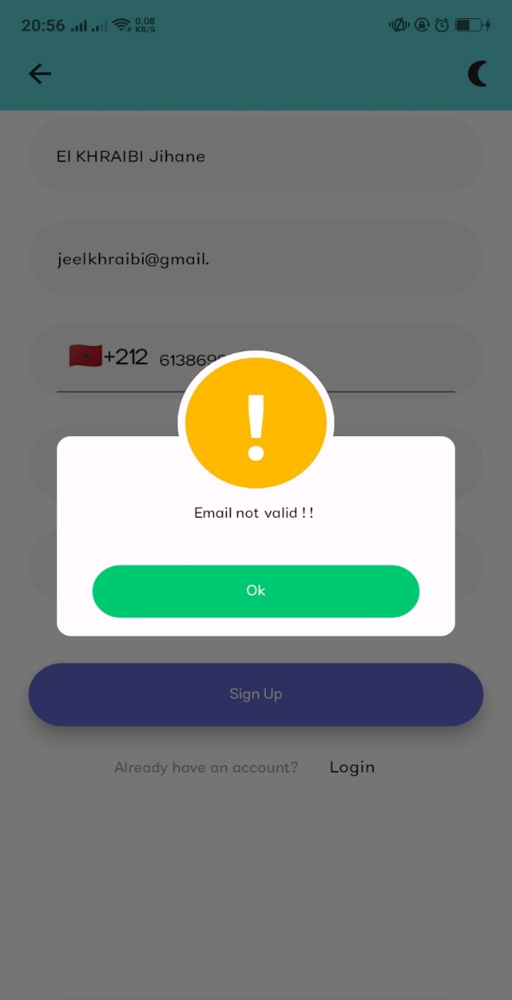 20:56 0.08
KB/S
El KHRAIBI Jihane
jeelkhraibi@gmail.
+212
Email not valid ! !
Ok
Sign Up
Already have an account? Login